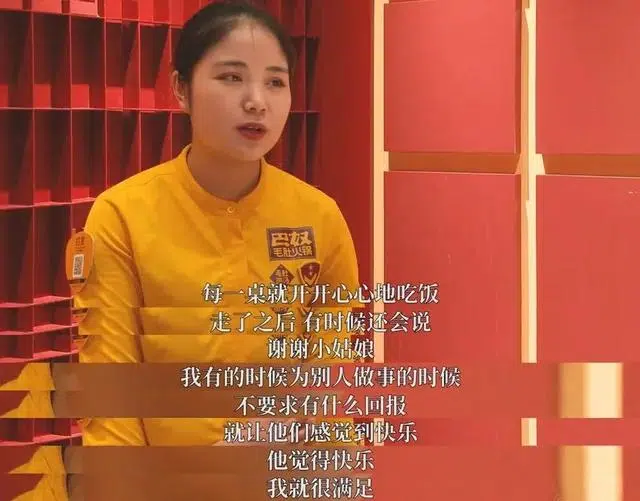 巴奴
毛肚火锅
每一桌就开开心心地吃饭
走了之后 有时候还会说
谢谢小姑娘
我有的时候为别人做事的时候
不要求有什么回报
就让他们感觉到快乐
他觉得快乐
我就很满足